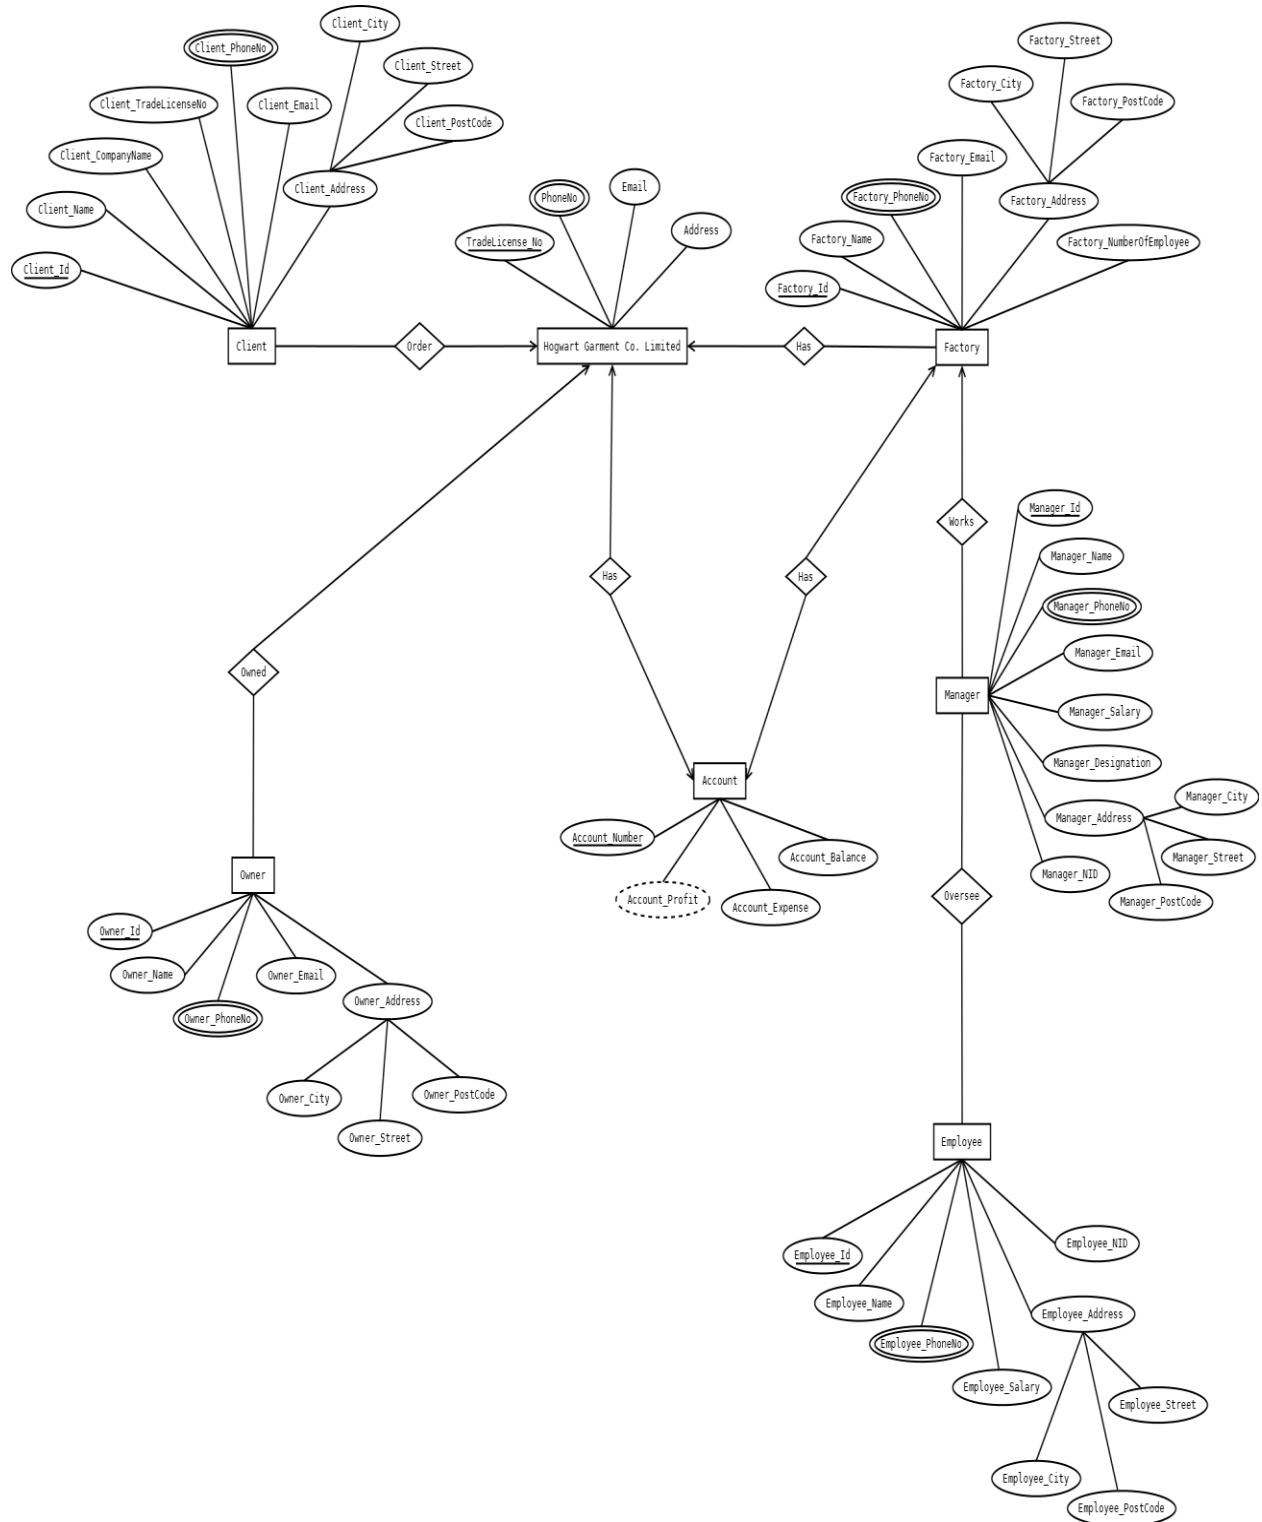 Client_City
Client_PhoneNo
Client_Street
Client_TradeLicenseNo
Client_Email
Client_PostCode
Client_CompanyName
Client_Address
Client_Name
Client_Id
Client
Order
PhoneNo
Email
TradeLicense_No
Address
Hogwart Garment Co. Limited
Has
Factory_Street
Factory_City
Factory_PostCode
Factory_Email
Factory_PhoneNo
Factory_Address
Factory_Name
Factory_NumberOfEmployee
Factory_Id
Factory
Works
Has
Has
Owned
Manager_Id
Manager_Name
Manager_PhoneNo
Manager_Email
Manager
Manager_Salary
Manager_Designation
Manager_City
Manager_Address
Manager_Street
Manager_NID
Manager_PostCode
Oversee
Account
Account_Number
Account_Balance
Account_Profit
Account_Expense
Owner
Owner_Id
Owner_Name
Owner_Email
Owner_PhoneNo
Owner_Address
Owner_City
Owner_PostCode
Owner_Street
Employee
Employee_Id
Employee_NID
Employee_Name
Employee_Address
Employee_PhoneNo
Employee_Salary
Employee_Street
Employee_City
Employee_PostCode